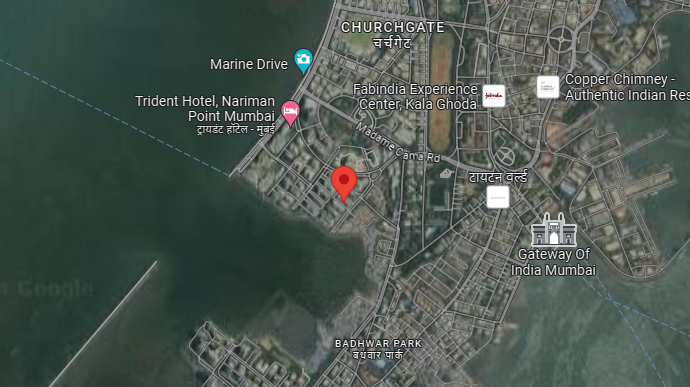 CHURCHGATE
चर्चगेट
Marine Drive
Fabindia Experience
Center, Kala Ghoda
Copper Chimney -
Authentic Indian Res
Trident Hotel, Nariman
Point Mumbai
ट्रायडंट हॉटेल - मुंबई
Madame Cama Rd
टायटन वर्ल्ड
Gateway Of
India Mumbai
Google
BADHWAR PARK
बधवार पार्क